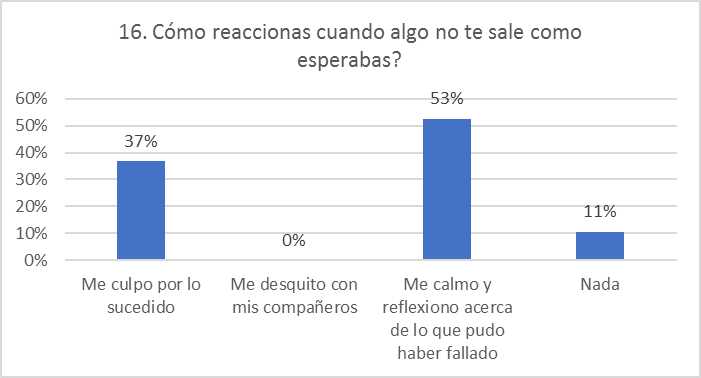 16. Cómo reaccionas cuando algo no te sale como
esperabas?
60%
50%
40%
30%
20%
10%
0%
37%
0%
53%
11%
Me culpo por lo
sucedido
Me desquito con
mis compañeros
Me calmo y
reflexiono acerca
de lo que pudo
haber fallado
Nada